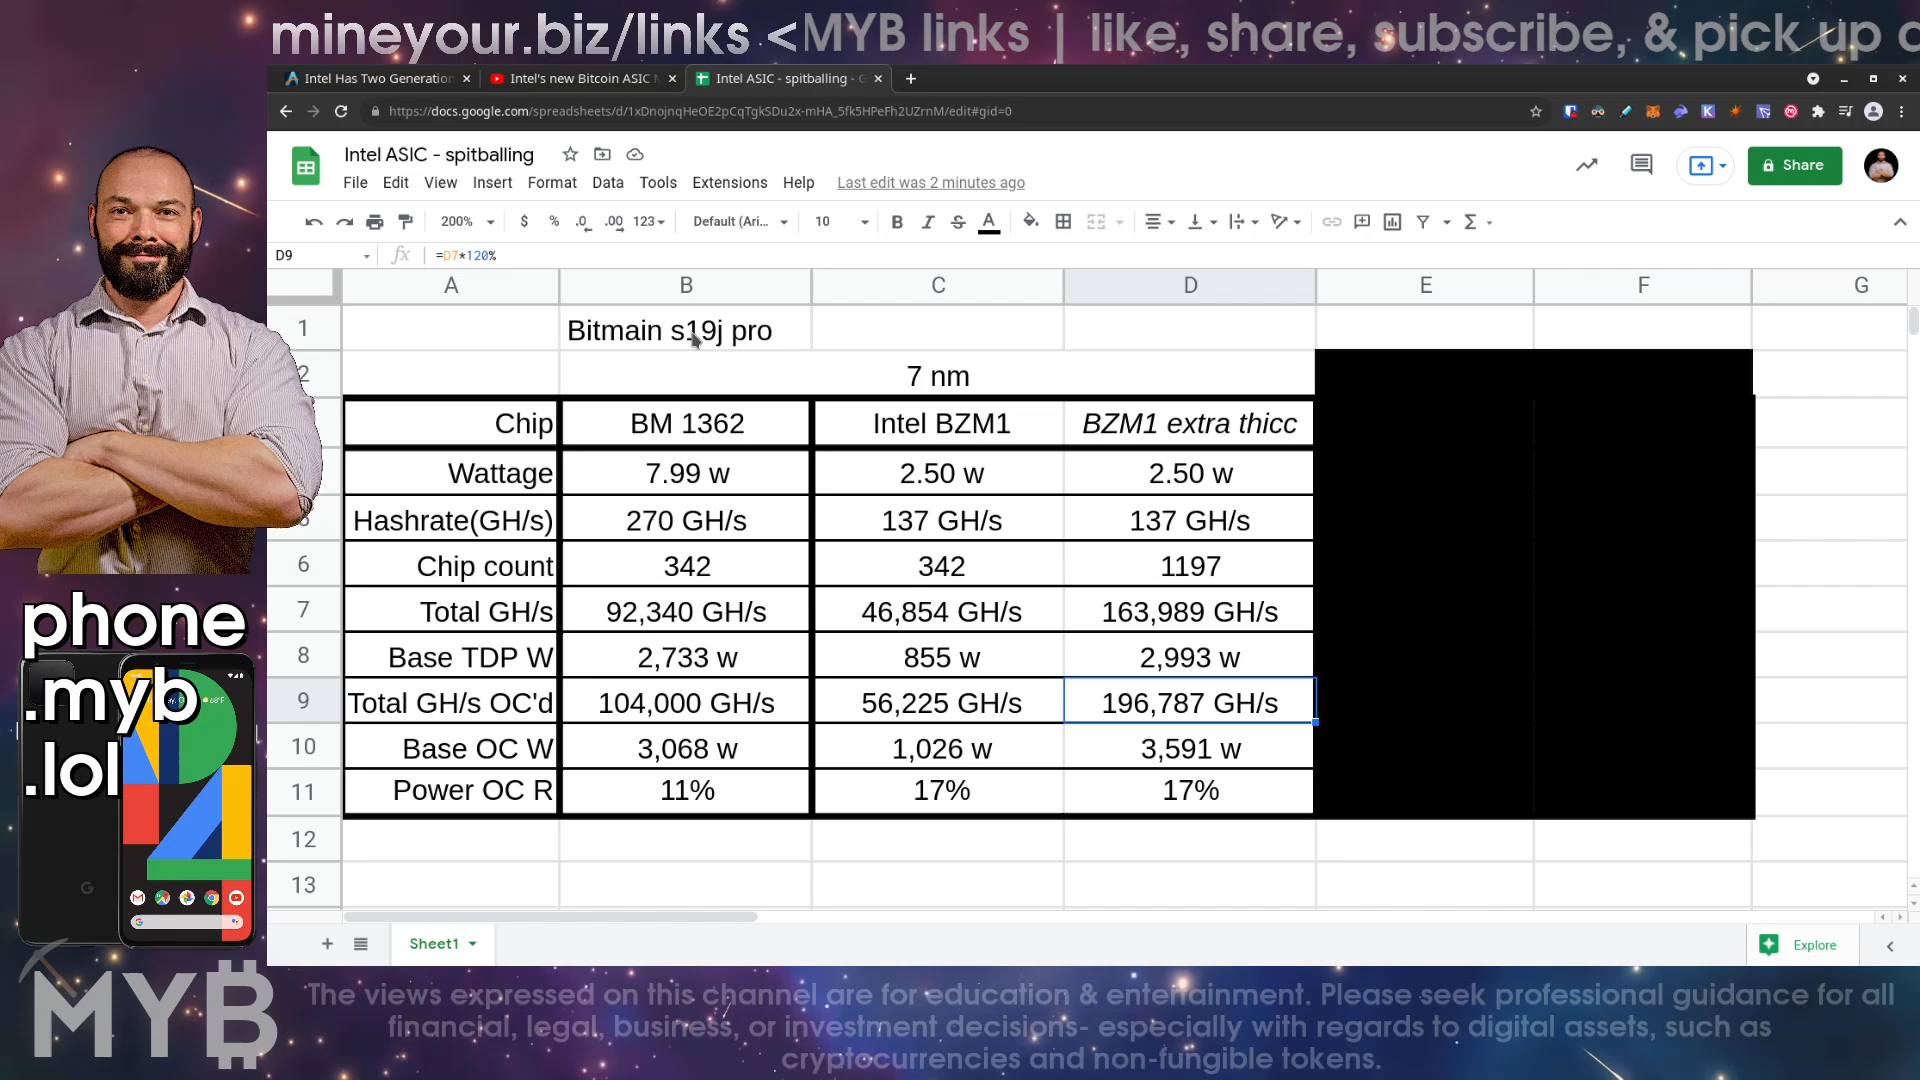 mineyour.biz/links <MYB links | like, share, subscribe, & pick up
Intel Has Two Generation
Intel's new Bitcoin ASIC
Intel ASIC - spitballing - G
https://docs.google.com/spreadsheets/d/1xDnojnqHeOE2pCqTgkSDu2x-mHA_5fk5HPeFh2UZrnM/edit#gid=0
Intel ASIC - spitballing
Share
File Edit View Insert Format Data Tools Extensions Help Last edit was 2 minutes ago
200% $ % .0 .00 123 Default (Ari... 10 B I S A
D9 fx =D7*120%
A B C D E F G
1 Bitmain s19j pro
2 7 nm
Chip BM 1362 Intel BZM1 BZM1 extra thicc
Wattage 7.99 w 2.50 w 2.50 w
5 Hashrate(GH/s) 270 GH/s 137 GH/s 137 GH/s
6 Chip count 342 342 1197
7 Total GH/s 92,340 GH/s 46,854 GH/s 163,989 GH/s
8 Base TDP W 2,733 w 855 w 2,993 w
9 Total GH/s OC'd 104,000 GH/s 56,225 GH/s 196,787 GH/s
10 Base OC W 3,068 w 1,026 w 3,591 w
11 Power OC R 11% 17% 17%
12
13
Sheet1
Explore
phone
.myb
.lol
MYB
The views expressed on this channel are for education & entertainment. Please seek professional guidance for all
financial, legal, business, or investment decisions- especially with regards to digital assets, such as
cryptocurrencies and non-fungible tokens.